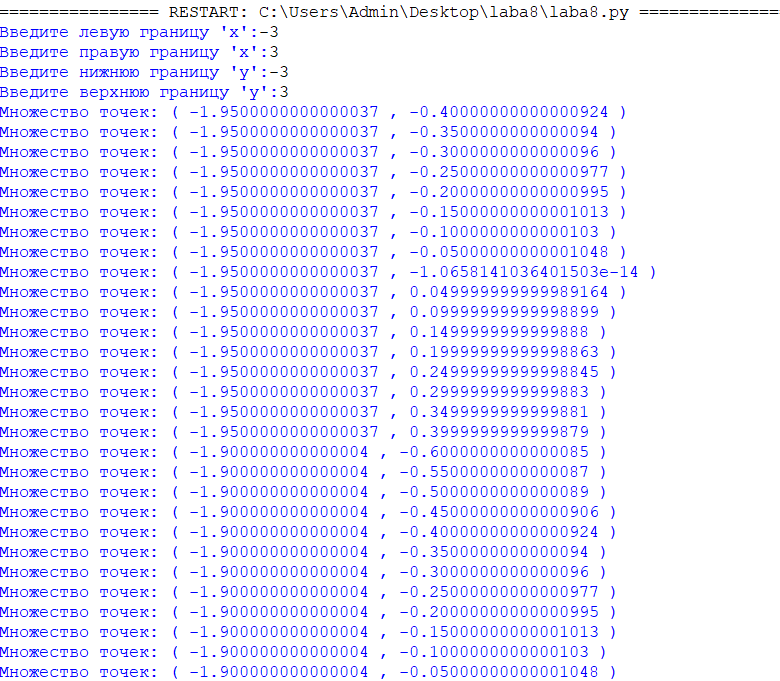 ================ RESTART: C:\Users\Admin\Desktop\laba8\laba8.py ==============
Введите левую границу 'x':-3
Введите правую границу 'x':3
Введите нижнюю границу 'y':-3
Введите верхнюю границу 'y':3
Множество точек: ( -1.9500000000000037 , -0.40000000000000924 )
Множество точек: ( -1.9500000000000037 , -0.3500000000000094 )
Множество точек: ( -1.9500000000000037 , -0.3000000000000096 )
Множество точек: ( -1.9500000000000037 , -0.25000000000000977 )
Множество точек: ( -1.9500000000000037 , -0.20000000000000995 )
Множество точек: ( -1.9500000000000037 , -0.15000000000001013 )
Множество точек: ( -1.9500000000000037 , -0.1000000000000103 )
Множество точек: ( -1.9500000000000037 , -0.05000000000001048 )
Множество точек: ( -1.9500000000000037 , -1.0658141036401503e-14 )
Множество точек: ( -1.9500000000000037 , 0.049999999999989164 )
Множество точек: ( -1.9500000000000037 , 0.09999999999998899 )
Множество точек: ( -1.9500000000000037 , 0.1499999999999888 )
Множество точек: ( -1.9500000000000037 , 0.19999999999998863 )
Множество точек: ( -1.9500000000000037 , 0.24999999999998845 )
Множество точек: ( -1.9500000000000037 , 0.2999999999999883 )
Множество точек: ( -1.9500000000000037 , 0.3499999999999881 )
Множество точек: ( -1.9500000000000037 , 0.3999999999999879 )
Множество точек: ( -1.900000000000004 , -0.6000000000000085 )
Множество точек: ( -1.900000000000004 , -0.5500000000000087 )
Множество точек: ( -1.900000000000004 , -0.5000000000000089 )
Множество точек: ( -1.900000000000004 , -0.45000000000000906 )
Множество точек: ( -1.900000000000004 , -0.40000000000000924 )
Множество точек: ( -1.900000000000004 , -0.3500000000000094 )
Множество точек: ( -1.900000000000004 , -0.3000000000000096 )
Множество точек: ( -1.900000000000004 , -0.25000000000000977 )
Множество точек: ( -1.900000000000004 , -0.20000000000000995 )
Множество точек: ( -1.900000000000004 , -0.15000000000001013 )
Множество точек: ( -1.900000000000004 , -0.1000000000000103 )
Множество точек: ( -1.900000000000004 , -0.05000000000001048 )